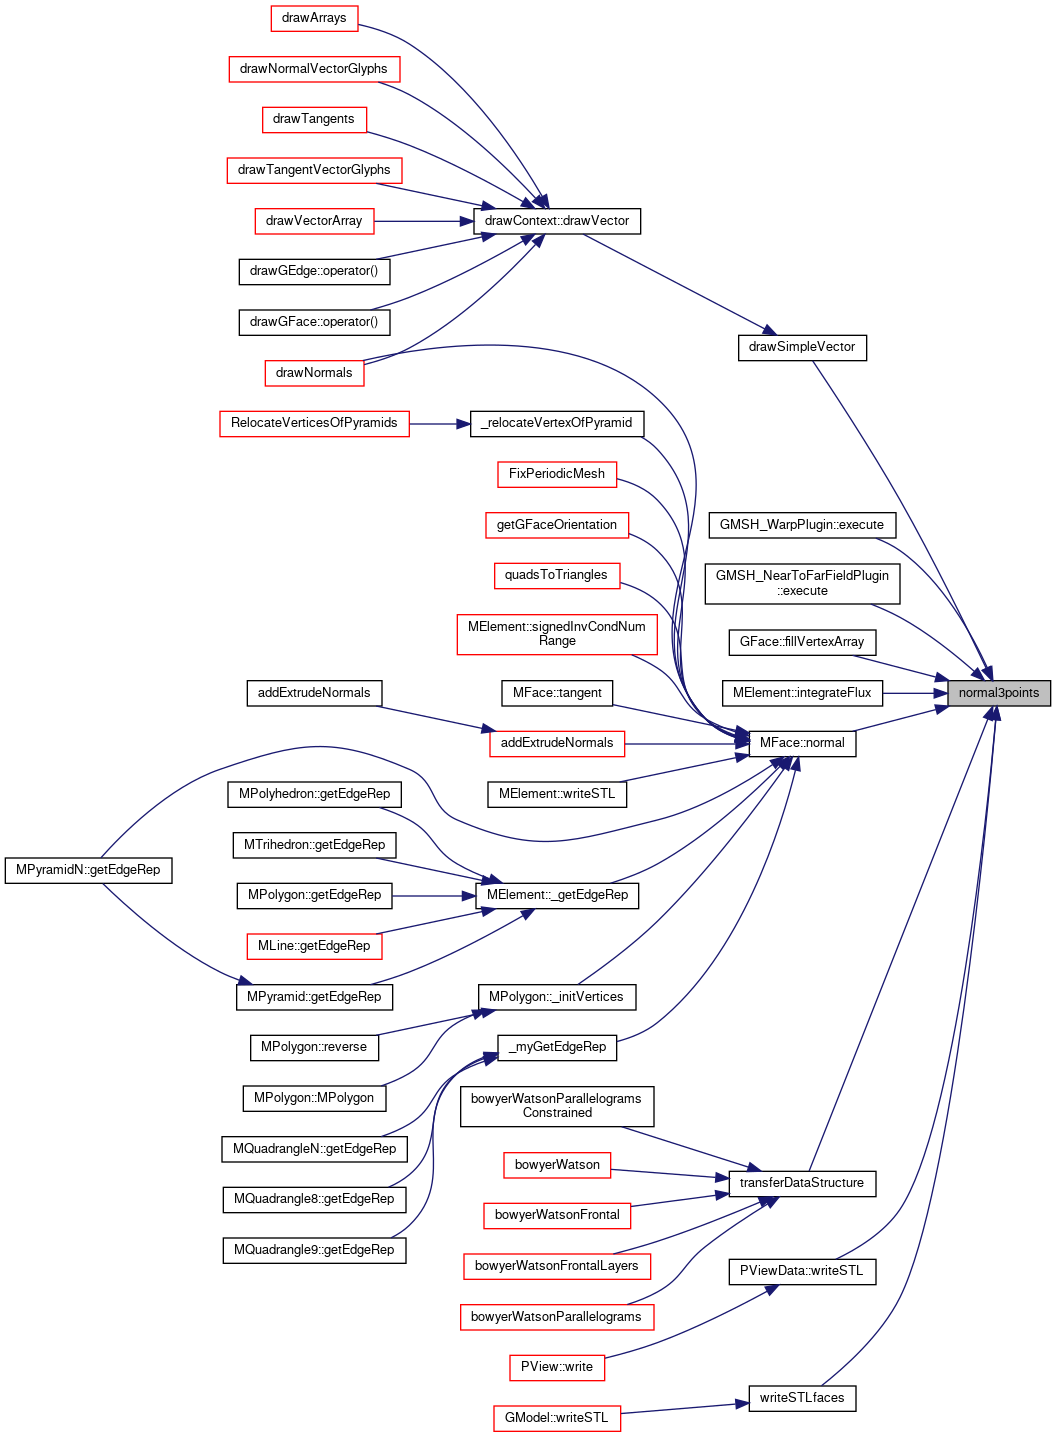 drawArrays
drawNormalVectorGlyphs
drawTangents
drawTangentVectorGlyphs
drawVectorArray
drawContext::drawVector
drawGEdge::operator()
drawGFace::operator()
drawSimpleVector
drawNormals
RelocateVerticesOfPyramids
_relocateVertexOfPyramid
FixPeriodicMesh
getGFaceOrientation
GMSH_WarpPlugin::execute
quadsToTriangles
GMSH_NearToFarFieldPlugin
::execute
MElement::signedInvCondNum
Range
GFace::fillVertexArray
addExtrudeNormals
MFace::tangent
MElement::integrateFlux
normal3points
addExtrudeNormals
MFace::normal
MElement::writeSTL
MPolyhedron::getEdgeRep
MTrihedron::getEdgeRep
MPyramidN::getEdgeRep
MPolygon::getEdgeRep
MElement::_getEdgeRep
MLine::getEdgeRep
MPyramid::getEdgeRep
MPolygon::_initVertices
MPolygon::reverse
_myGetEdgeRep
MPolygon::MPolygon
bowyerWatsonParallelograms
Constrained
MQuadrangleN::getEdgeRep
bowyerWatson
transferDataStructure
MQuadrangle8::getEdgeRep
bowyerWatsonFrontal
MQuadrangle9::getEdgeRep
bowyerWatsonFrontalLayers
PViewData::writeSTL
bowyerWatsonParallelograms
PView::write
writeSTLfaces
GModel::writeSTL